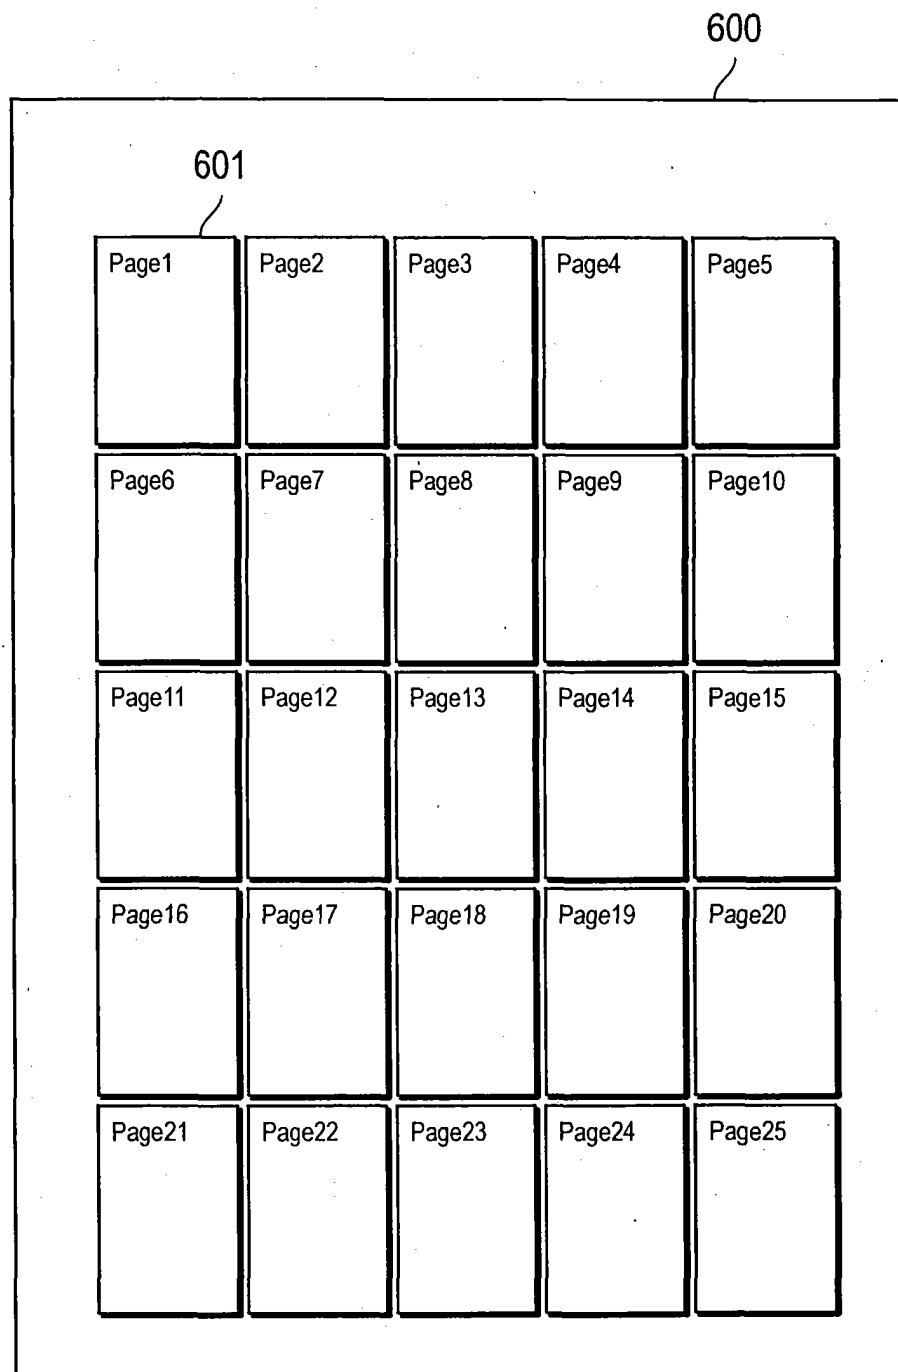 600
601
Page1 Page2 Page3 Page4 Page5
Page6 Page7 Page8 Page9 Page10
Page11 Page12 Page13 Page14 Page15
Page16 Page17 Page18 Page19 Page20
Page21 Page22 Page23 Page24 Page25